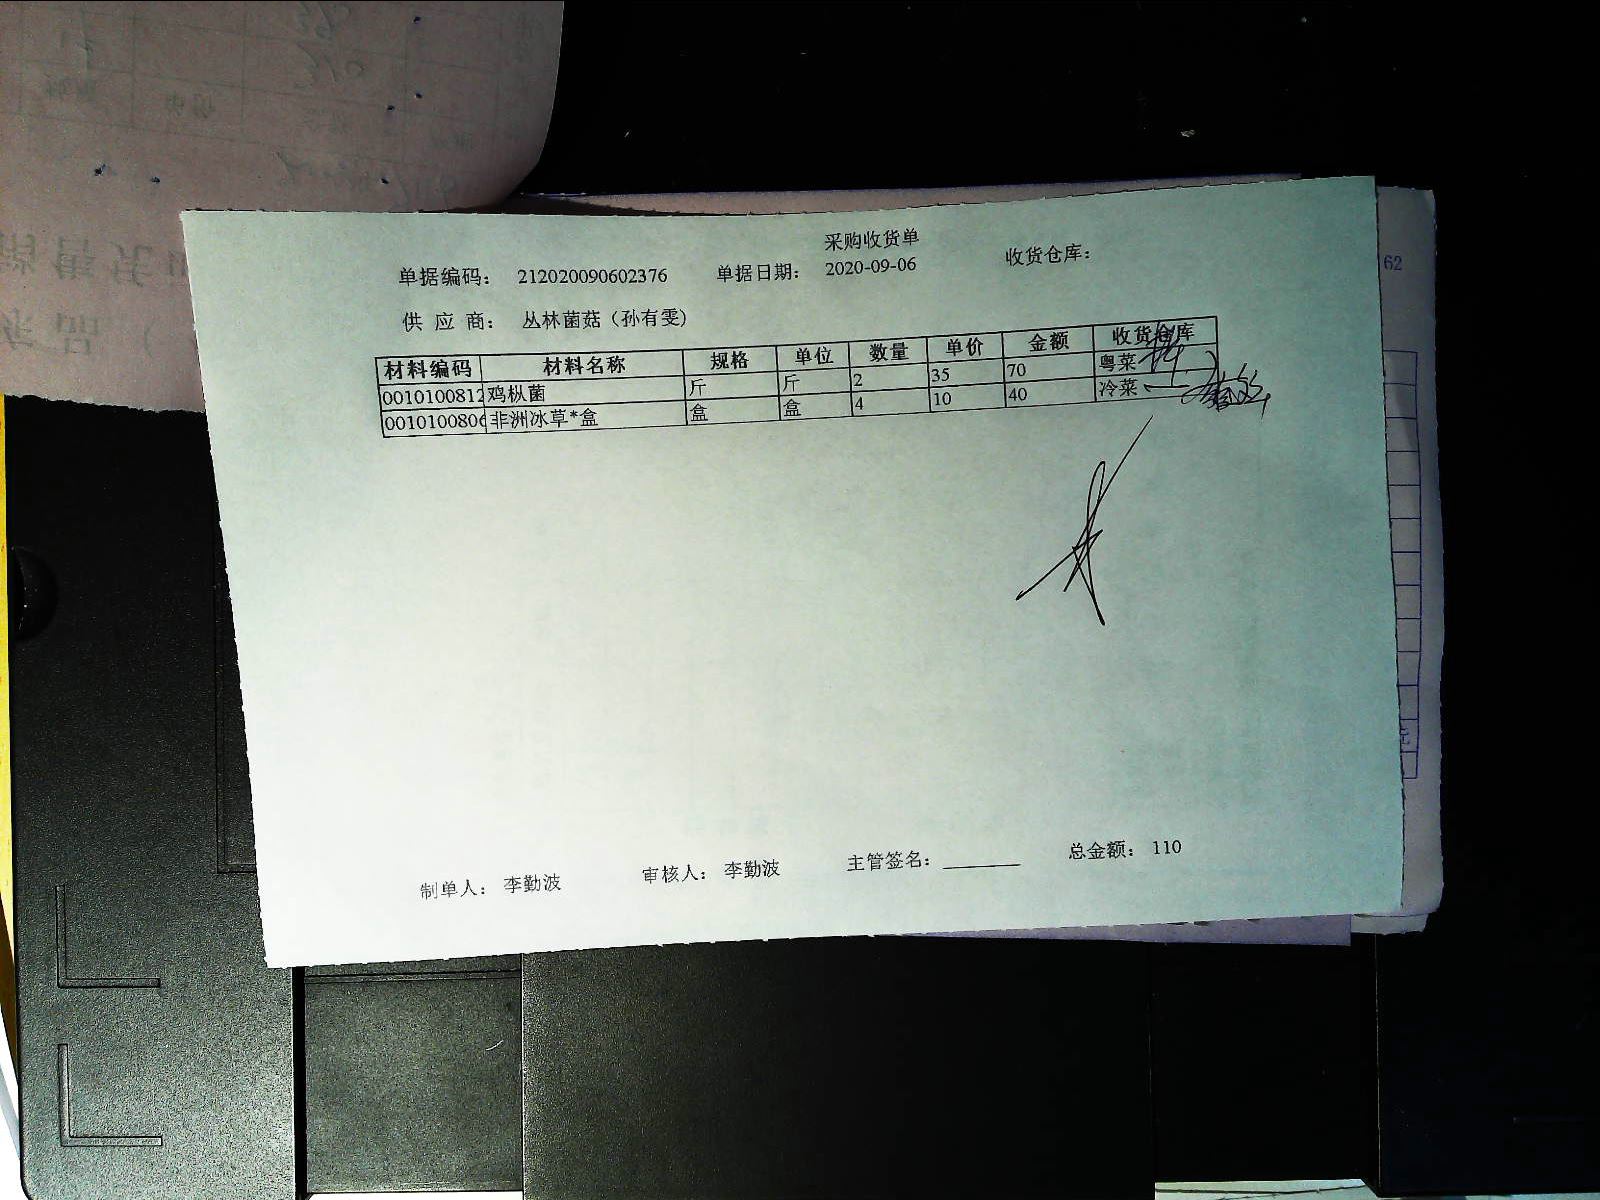 采购收货单
单据编码： 212020090602376 单据日期： 2020-09-06 收货仓库：
供 应 商： 丛林菌菇（孙有雯）
材料编码 材料名称 规格 单位 数量 单价 金额 收货仓库
0010100812 鸡枞菌 斤 斤 2 35 70 粤菜
001010080 非洲冰草*盒 盒 盒 4 10 40 冷菜
制单人： 李勤波 审核人： 李勤波 主管签名： 总金额： 110
62